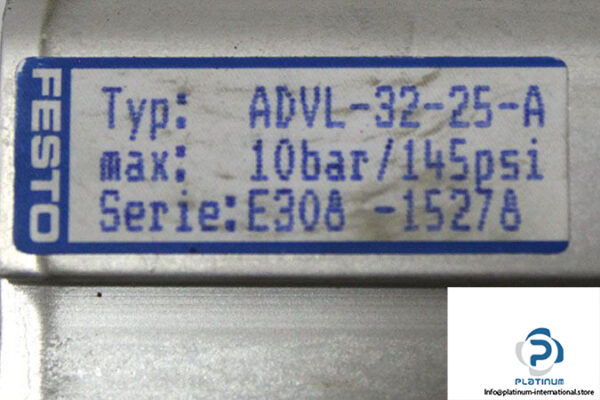 FESTO
Typ: ADVL-32-25-A
max: 10bar/145psi
Serie: E308 -15278
PLATINUM
Info@platinum-international.store